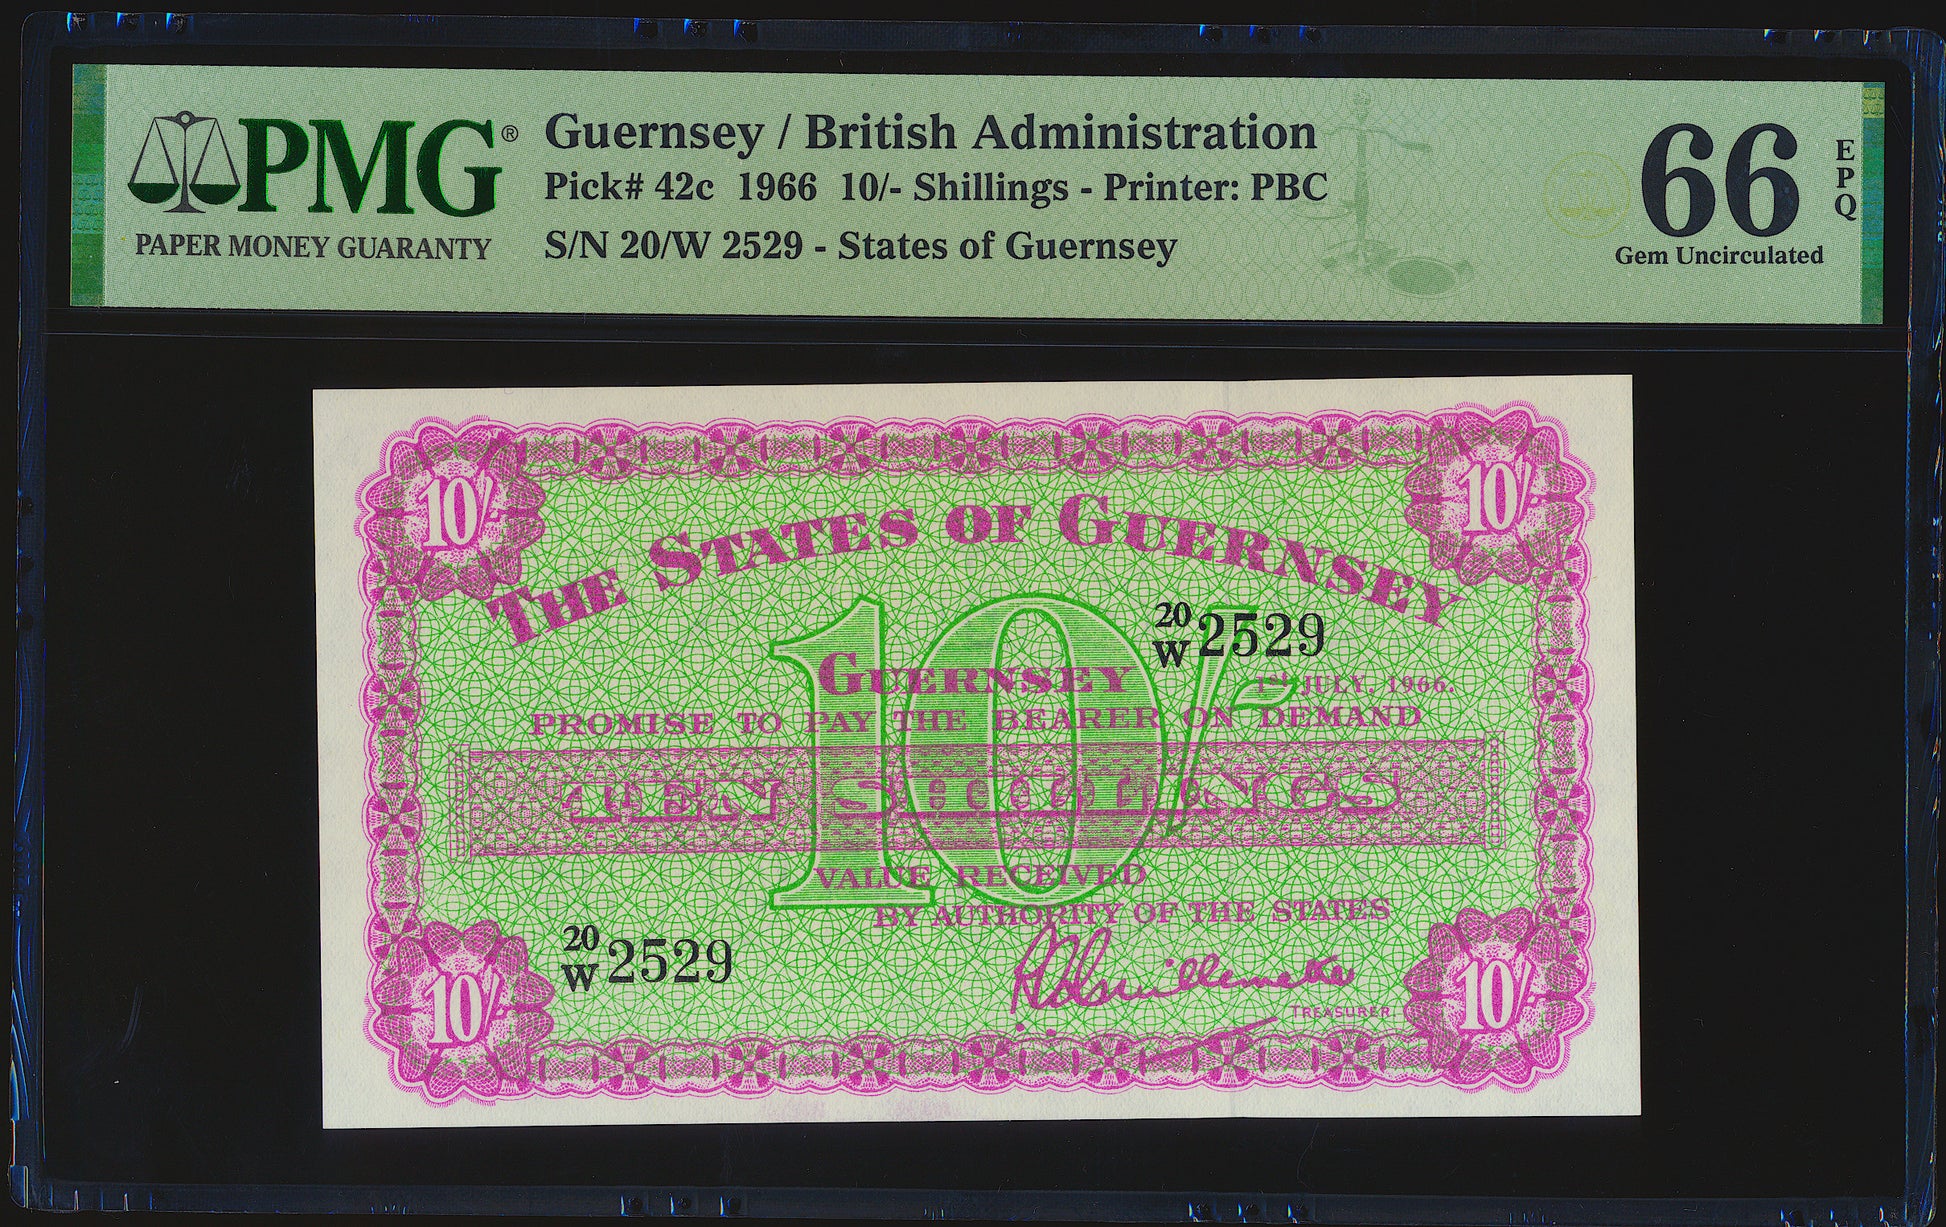 PMG®
PAPER MONEY GUARANTY
Guernsey / British Administration
Pick# 42c 1966 10/- Shillings - Printer: PBC
S/N 20/W 2529 - States of Guernsey
66
EPQ
Gem Uncirculated
10/-
10/-
THE STATES OF GUERNSEY
10/-
20/W 2529
GUERNSEY
1st JULY, 1966.
PROMISE TO PAY THE BEARER ON DEMAND
TEN SHILLINGS
VALUE RECEIVED
BY AUTHORITY OF THE STATES
20/W 2529
TREASURER
10/-
10/-